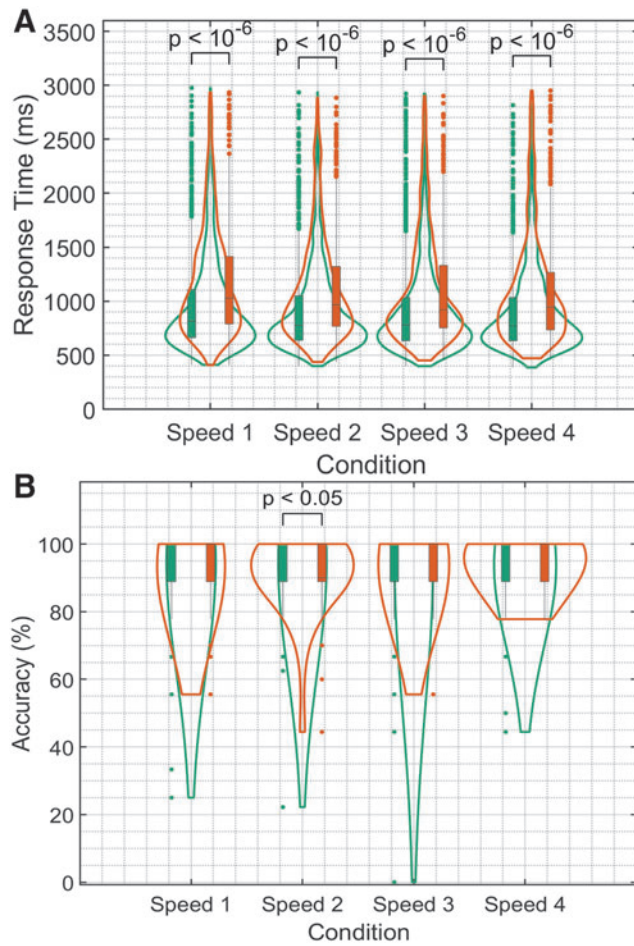 A
p < 10-6 p < 10-6 p < 10-6 p < 10-6
3500
3000
2500
2000
1500
1000
500
0
Response Time (ms)
Speed 1 Speed 2 Speed 3 Speed 4
Condition
B
p < 0.05
100
80
60
40
20
0
Accuracy (%)
Speed 1 Speed 2 Speed 3 Speed 4
Condition